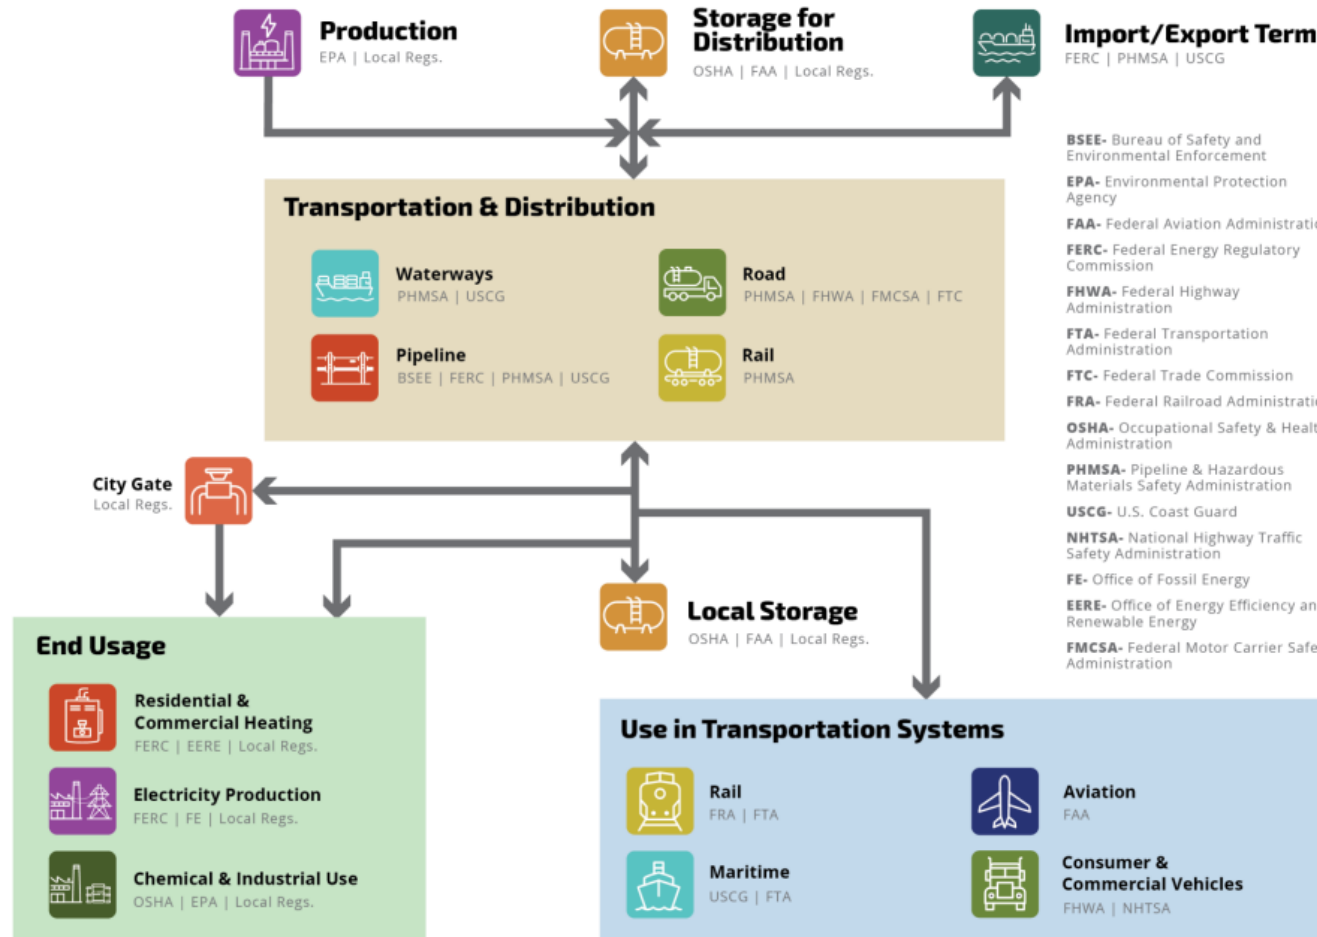 Production
EPA | Local Regs.
Storage for
Distribution
OSHA | FAA | Local Regs.
Import/Export Term
FERC | PHMSA | USCG
BSEE- Bureau of Safety and
Environmental Enforcement
EPA- Environmental Protection
Agency
FAA- Federal Aviation Administratio
FERC- Federal Energy Regulatory
Commission
FHWA- Federal Highway
Administration
FTA- Federal Transportation
Administration
FTC- Federal Trade Commission
FRA- Federal Railroad Administratio
OSHA- Occupational Safety & Healt
Administration
PHMSA- Pipeline & Hazardous
Materials Safety Administration
USCG- U.S. Coast Guard
NHTSA- National Highway Traffic
Safety Administration
FE- Office of Fossil Energy
EERE- Office of Energy Efficiency an
Renewable Energy
FMCSA- Federal Motor Carrier Safe
Administration
Transportation & Distribution
Waterways
PHMSA | USCG
Road
PHMSA | FHWA | FMCSA | FTC
Pipeline
BSEE | FERC | PHMSA | USCG
Rail
PHMSA
City Gate
Local Regs.
Local Storage
OSHA | FAA | Local Regs.
End Usage
Residential &
Commercial Heating
FERC | EERE | Local Regs.
Electricity Production
FERC | FE | Local Regs.
Chemical & Industrial Use
OSHA | EPA | Local Regs.
Use in Transportation Systems
Rail
FRA | FTA
Aviation
FAA
Maritime
USCG | FTA
Consumer &
Commercial Vehicles
FHWA | NHTSA